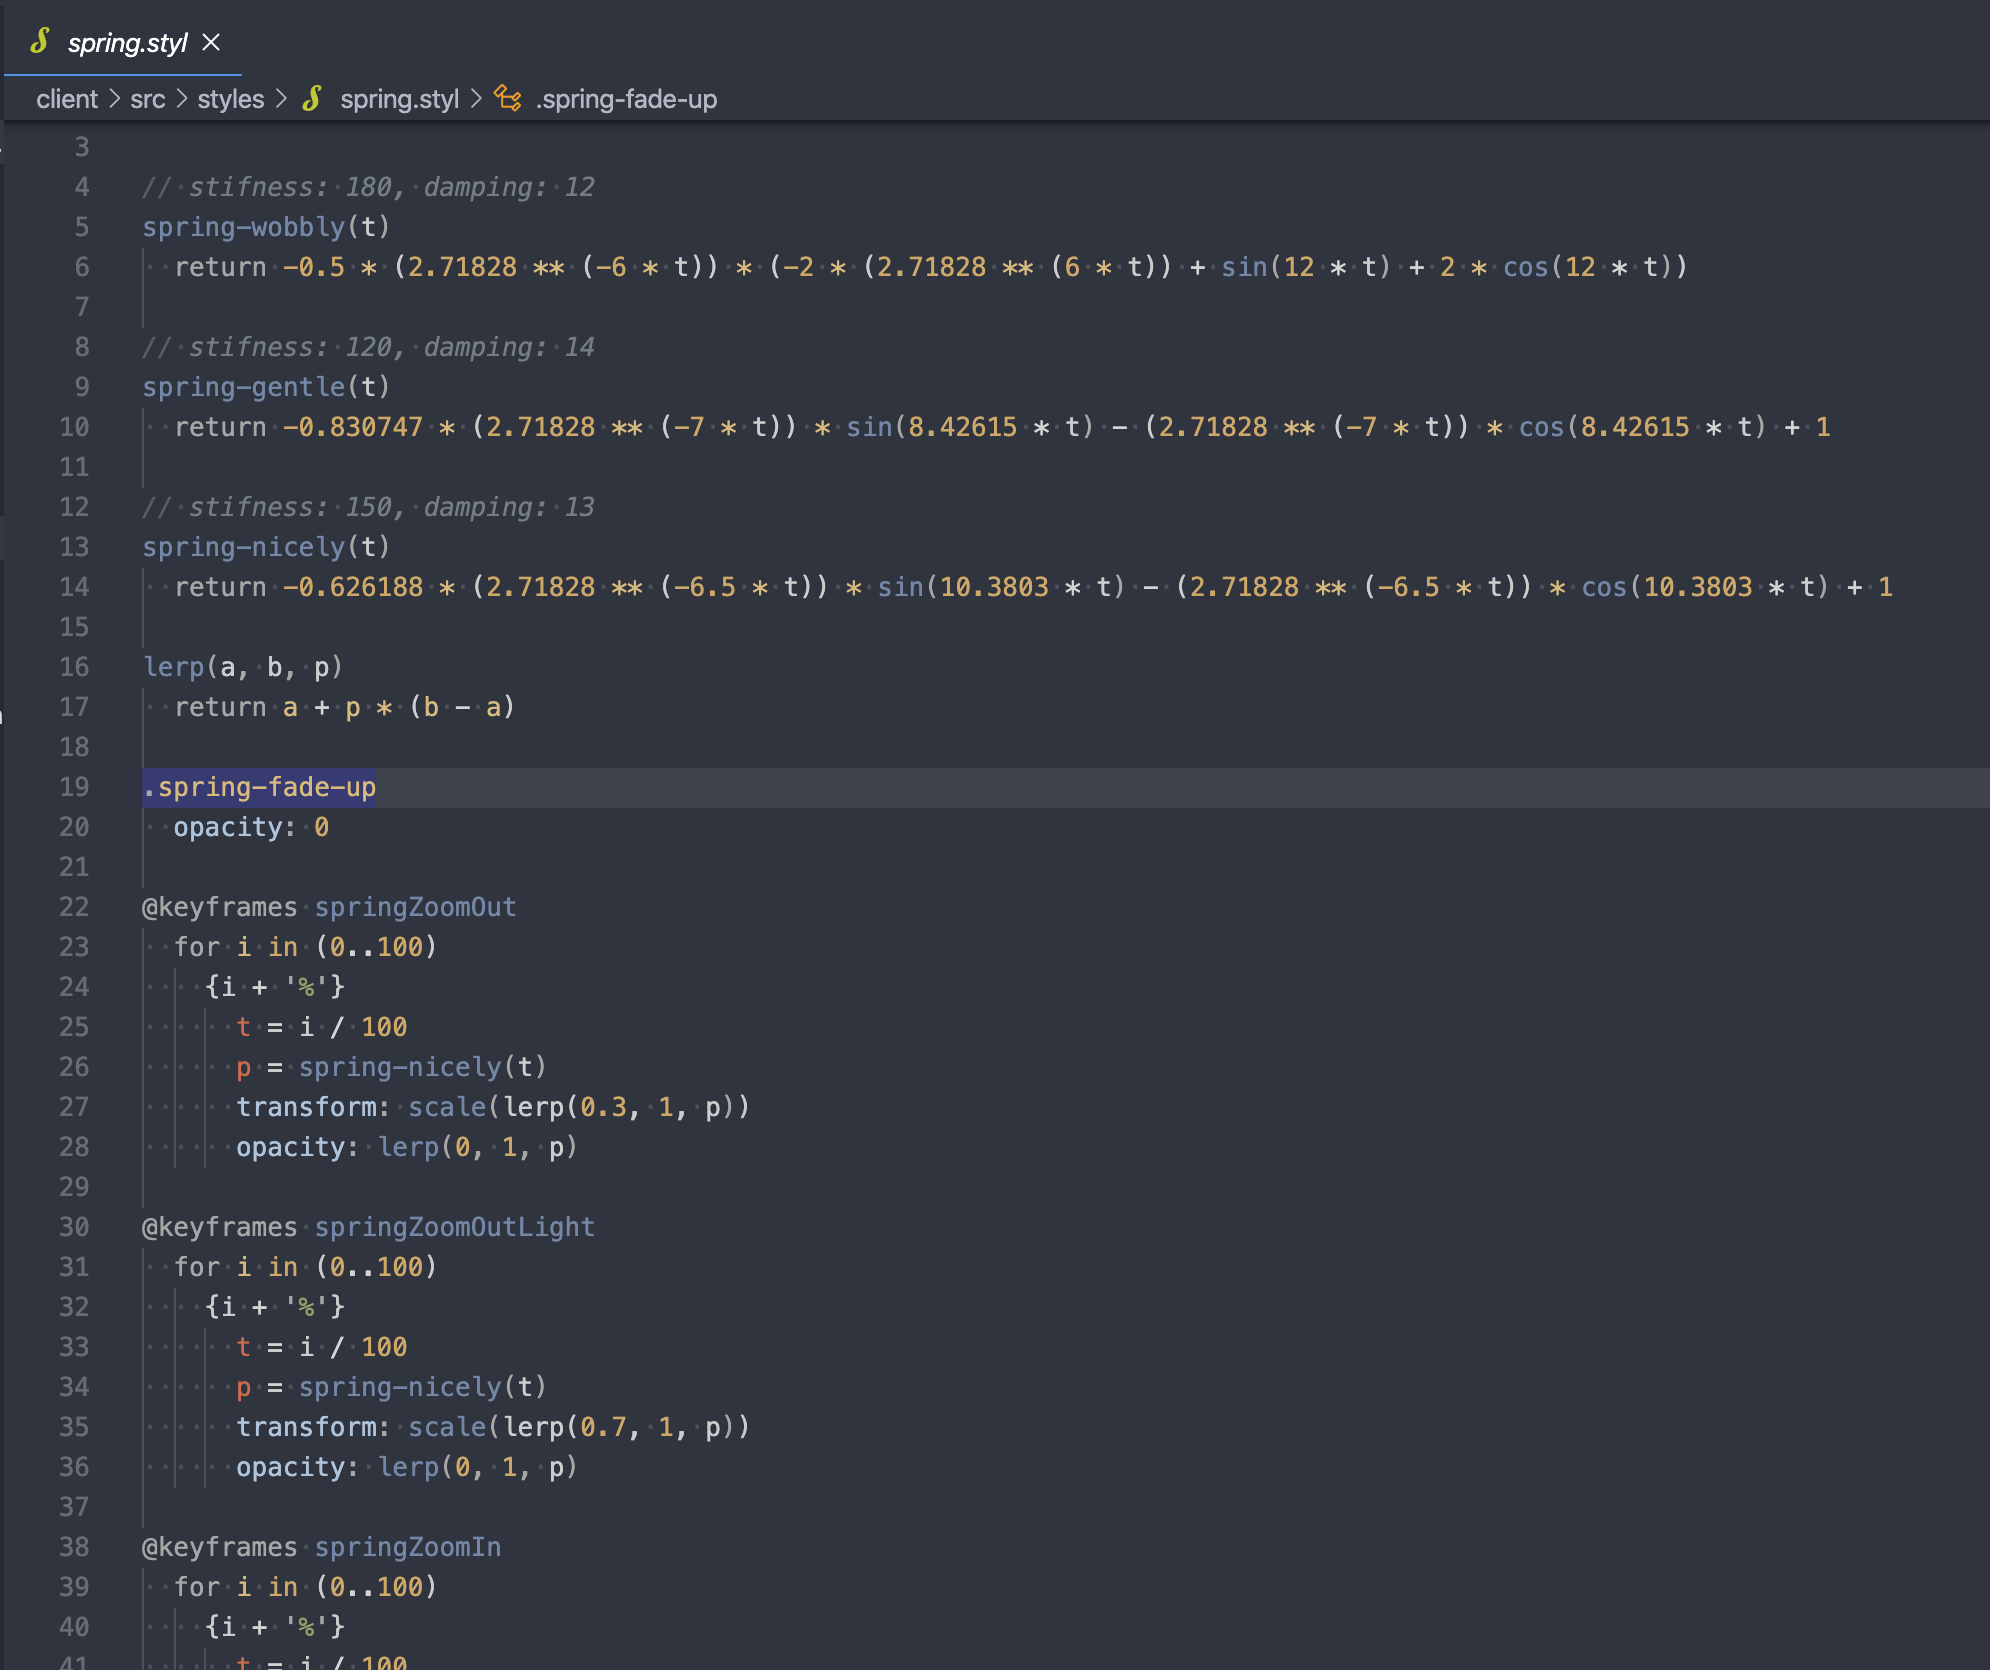 spring.styl
client > src > styles > spring.styl > .spring-fade-up
3
4 // stifness: 180, damping: 12
5 spring-wobbly(t)
6   return -0.5 * (2.71828 ** (-6 * t)) * (-2 * (2.71828 ** (6 * t)) + sin(12 * t) + 2 * cos(12 * t))
7
8 // stifness: 120, damping: 14
9 spring-gentle(t)
10   return -0.830747 * (2.71828 ** (-7 * t)) * sin(8.42615 * t) - (2.71828 ** (-7 * t)) * cos(8.42615 * t) + 1
11
12 // stifness: 150, damping: 13
13 spring-nicely(t)
14   return -0.626188 * (2.71828 ** (-6.5 * t)) * sin(10.3803 * t) - (2.71828 ** (-6.5 * t)) * cos(10.3803 * t) + 1
15
16 lerp(a, b, p)
17   return a + p * (b - a)
18
19 .spring-fade-up
20   opacity: 0
21
22 @keyframes springZoomOut
23   for i in (0..100)
24     {i + '%'}
25       t = i / 100
26       p = spring-nicely(t)
27       transform: scale(lerp(0.3, 1, p))
28       opacity: lerp(0, 1, p)
29
30 @keyframes springZoomOutLight
31   for i in (0..100)
32     {i + '%'}
33       t = i / 100
34       p = spring-nicely(t)
35       transform: scale(lerp(0.7, 1, p))
36       opacity: lerp(0, 1, p)
37
38 @keyframes springZoomIn
39   for i in (0..100)
40     {i + '%'}
41       t = i / 100